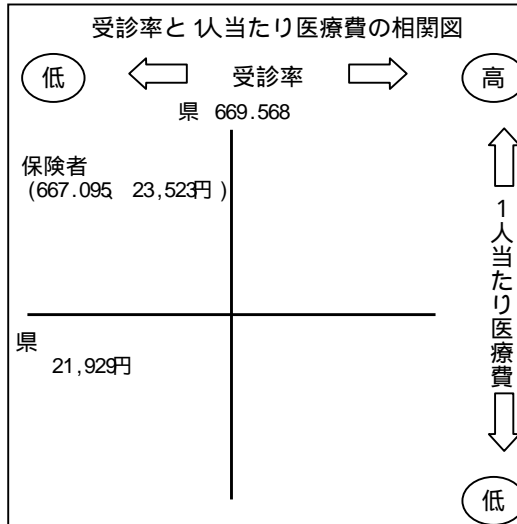 受診率と1人当たり医療費の相関図
低 受診率 高
県 669.568
保険者
(667.095、 23,523円 )
1人当たり医療費
県
21,929円
低